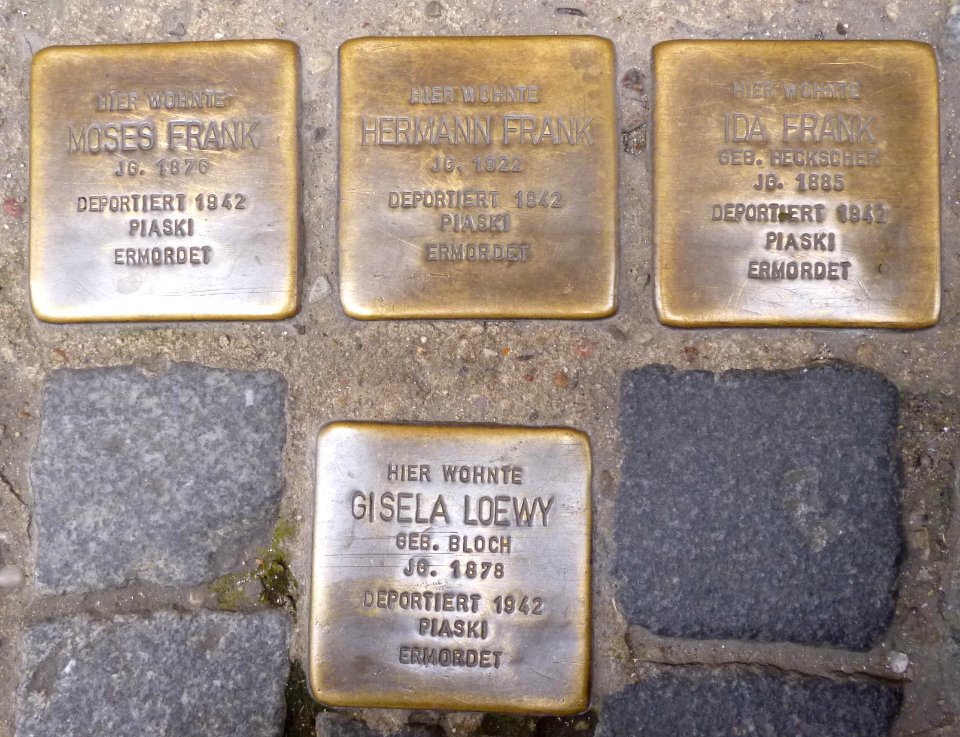 HIER WOHNTE
MOSES FRANK
JG. 1876
DEPORTIERT 1942
PIASKI
ERMORDET
HIER WOHNTE
HERMANN FRANK
JG. 1922
DEPORTIERT 1942
PIASKI
ERMORDET
HIER WOHNTE
IDA FRANK
GEB. HECKSCHER
JG. 1885
DEPORTIERT 1942
PIASKI
ERMORDET
HIER WOHNTE
GISELA LOEWY
GEB. BLOCH
JG. 1878
DEPORTIERT 1942
PIASKI
ERMORDET